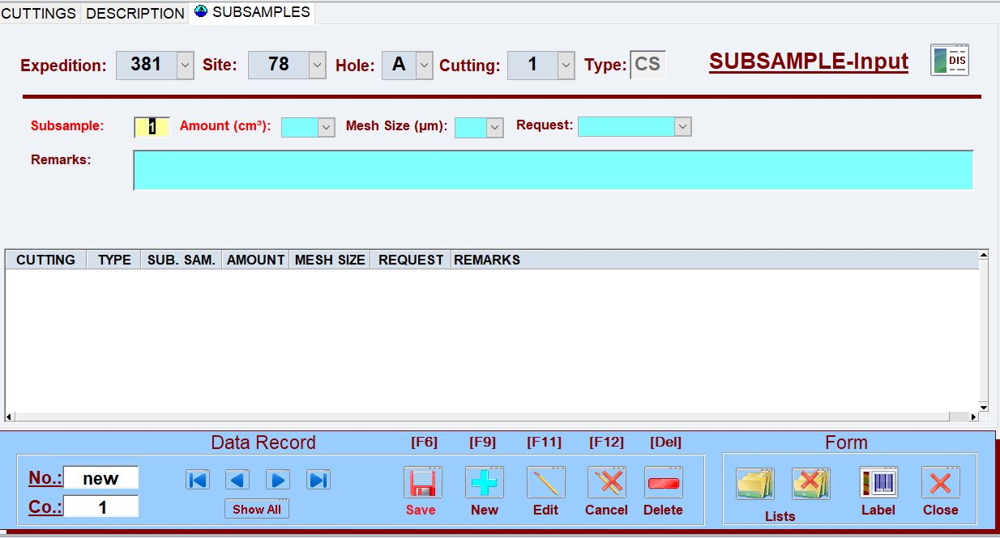 CUTTINGS DESCRIPTION SUBSAMPLES
Expedition: 381 Site: 78 Hole: A Cutting: 1 Type: CS SUBSAMPLE-Input DIS
Subsample: 1 Amount (cm³): Mesh Size (µm): Request:
Remarks:
CUTTING TYPE SUB. SAM. AMOUNT MESH SIZE REQUEST REMARKS
Data Record [F6] [F9] [F11] [F12] [Del] Form
No.: new
Co.: 1 Show All Save New Edit Cancel Delete Lists Label Close